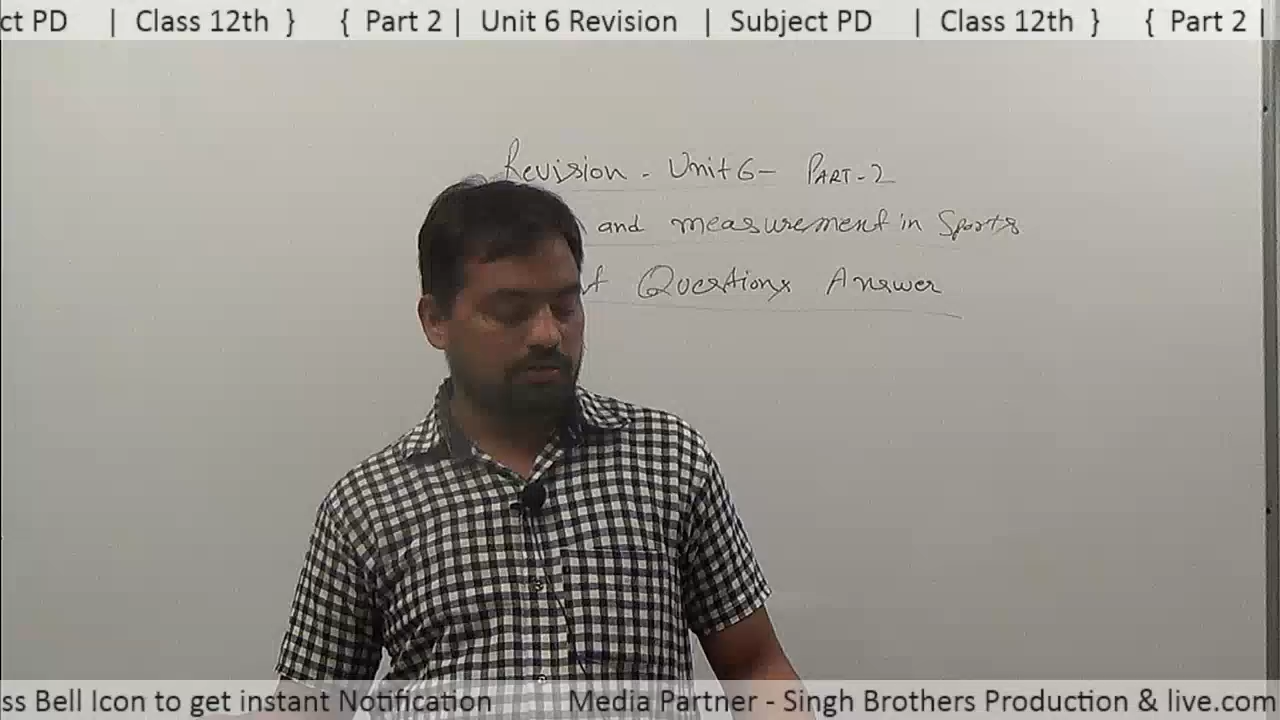 ct PD | Class 12th } { Part 2 | Unit 6 Revision | Subject PD | Class 12th } { Part 2 |
Revision - Unit 6 - PART-2
and measurement in Sports
Questions Answer
ss Bell Icon to get instant Notification Media Partner - Singh Brothers Production & live.com